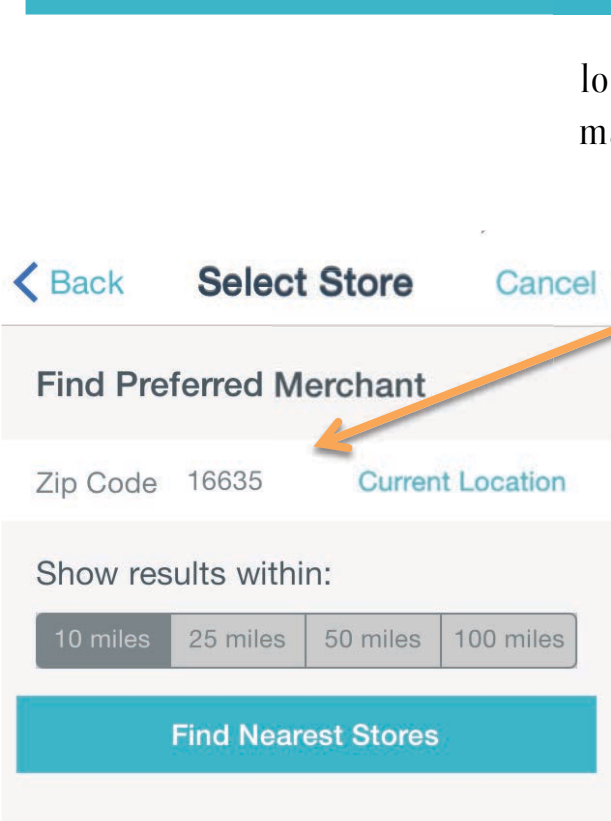 lo
ma
Back Select Store Cancel
Find Preferred Merchant
Zip Code 16635 Current Location
Show results within:
10 miles 25 miles 50 miles 100 miles
Find Nearest Stores